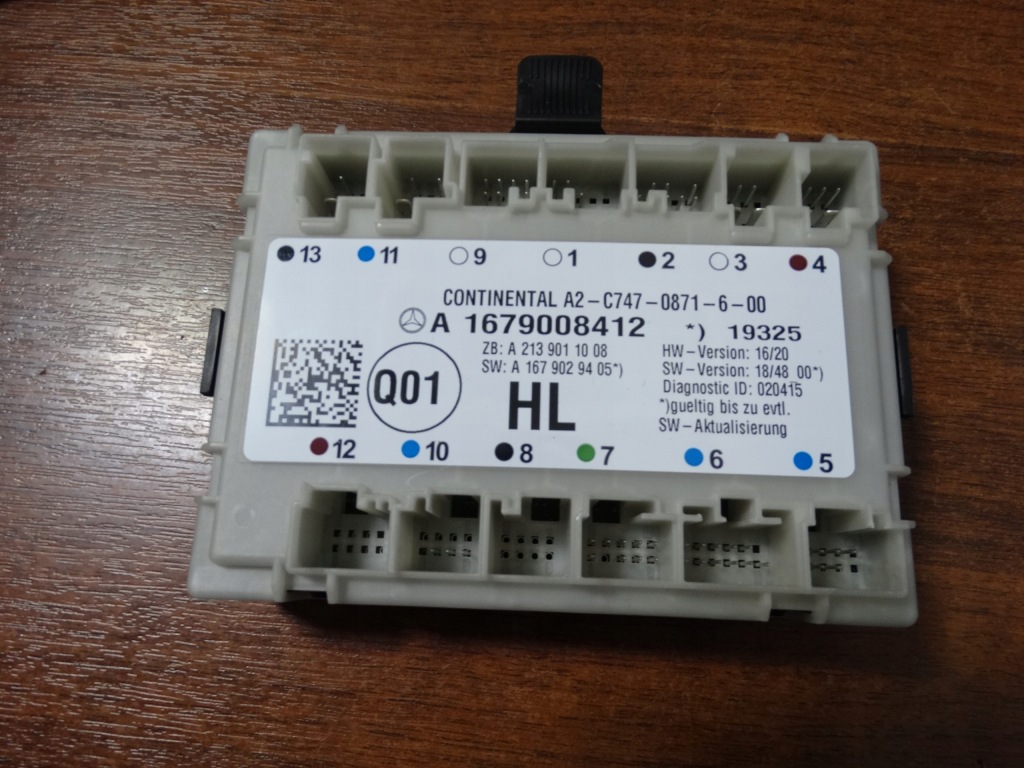 13 11 9 1 2 3 4
CONTINENTAL A2-C747-0871-6-00
A 1679008412 *) 19325
ZB: A 213 901 10 08
SW: A 167 902 94 05*)
HW-Version: 16/20
SW-Version: 18/48 00*)
Diagnostic ID: 020415
*)gueltig bis zu evtl.
SW-Aktualisierung
Q01
HL
12 10 8 7 6 5